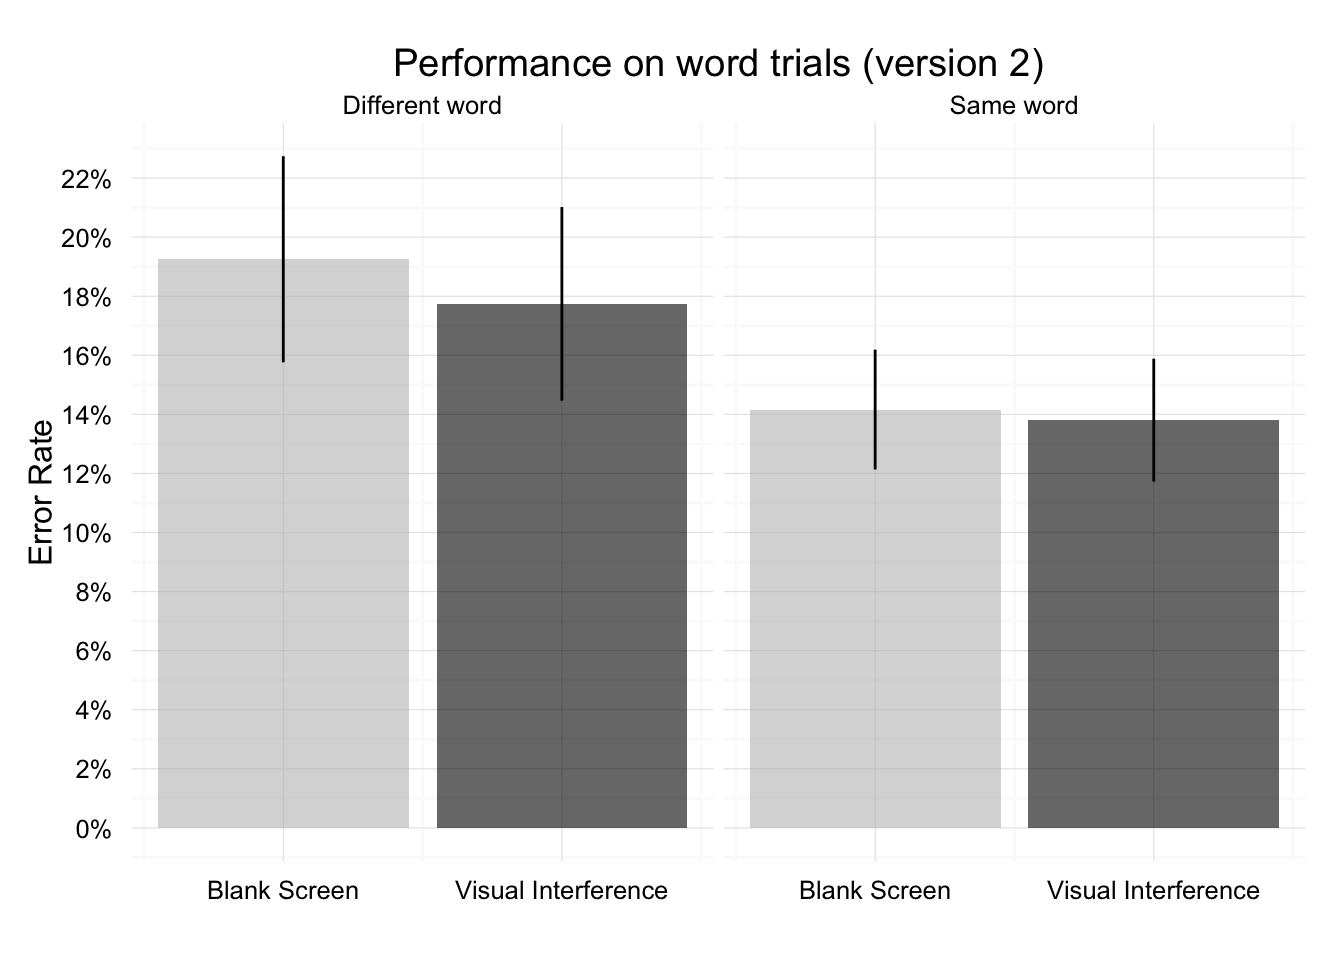 Performance on word trials (version 2)
Different word
Same word
Error Rate
22%
20%
18%
16%
14%
12%
10%
8%
6%
4%
2%
0%
Blank Screen
Visual Interference
Blank Screen
Visual Interference